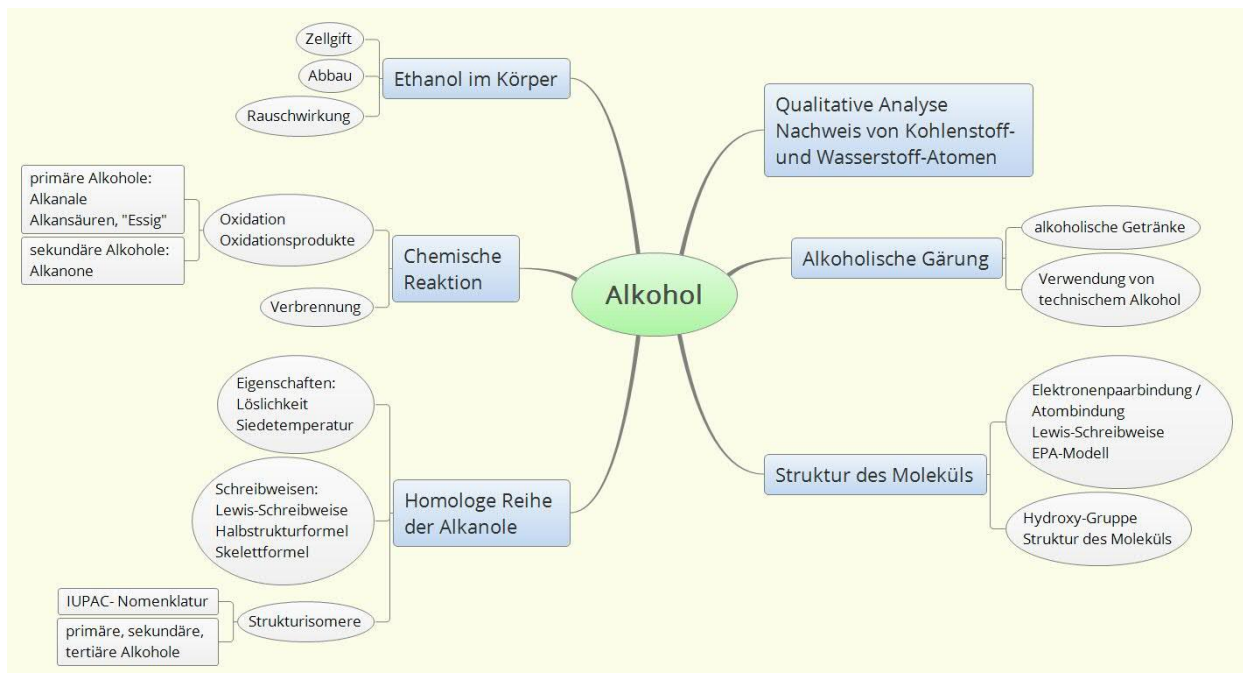 Alkohol
Ethanol im Körper
Zellgift
Abbau
Rauschwirkung
Chemische
Reaktion
Oxidation
Oxidationsprodukte
primäre Alkohole:
Alkanale
Alkansäuren, "Essig"
sekundäre Alkohole:
Alkanone
Verbrennung
Homologe Reihe
der Alkanole
Eigenschaften:
Löslichkeit
Siedetemperatur
Schreibweisen:
Lewis-Schreibweise
Halbstrukturformel
Skelettformel
Strukturisomere
IUPAC- Nomenklatur
primäre, sekundäre,
tertiäre Alkohole
Qualitative Analyse
Nachweis von Kohlenstoff-
und Wasserstoff-Atomen
Alkoholische Gärung
alkoholische Getränke
Verwendung von
technischem Alkohol
Struktur des Moleküls
Elektronenpaarbindung /
Atombindung
Lewis-Schreibweise
EPA-Modell
Hydroxy-Gruppe
Struktur des Moleküls